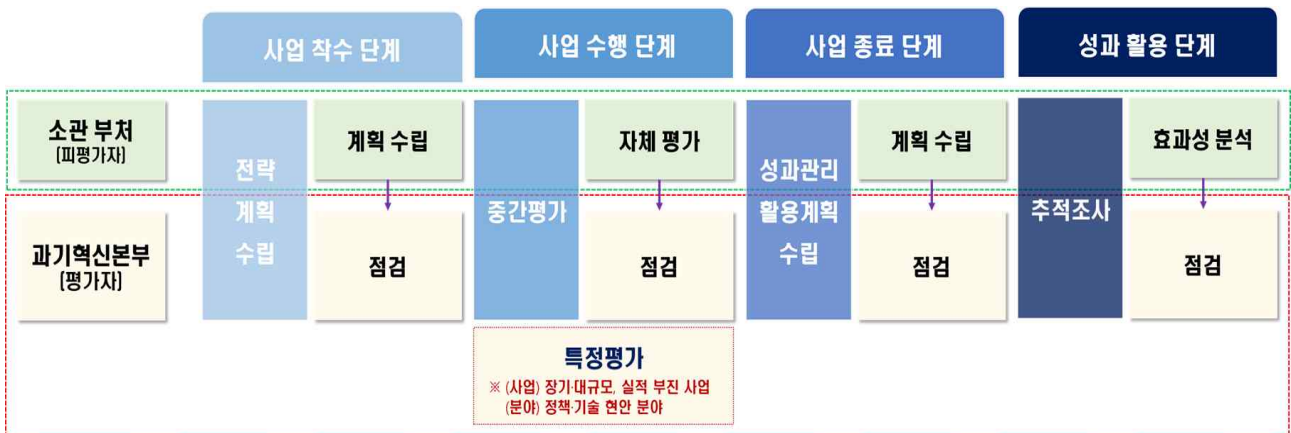 사업 착수 단계
사업 수행 단계
사업 종료 단계
성과 활용 단계
소관 부처
(피평가자)
전략
계획
수립
계획 수립
중간평가
자체 평가
성과관리
활용계획
수립
계획 수립
추적조사
효과성 분석
과기혁신본부
(평가자)
점검
점검
점검
점검
특정평가
※ (사업) 장기·대규모, 실적 부진 사업
(분야) 정책·기술 현안 분야